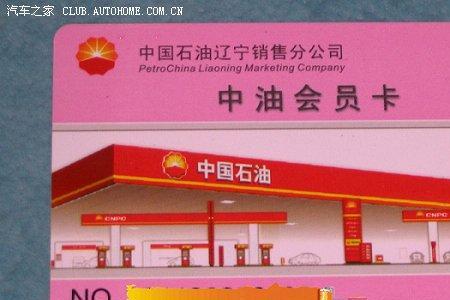 汽车之家 CLUB.AUTOHOME.COM.CN
中国石油辽宁销售分公司
PetroChina Liaoning Marketing Company
中油会员卡
中国石油
CNPC
CNPC
NO